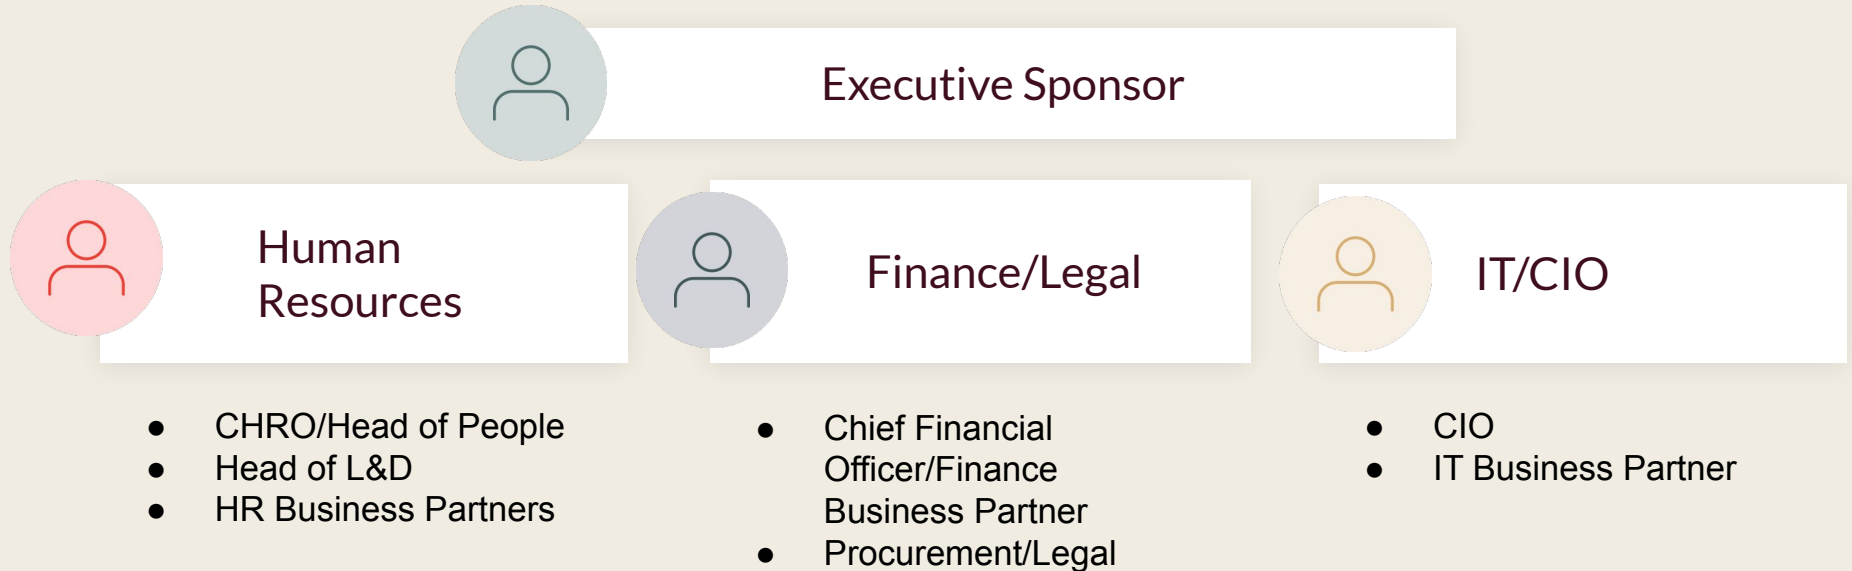 Executive Sponsor
Human
Resources
Finance/Legal
IT/CIO
● CHRO/Head of People
● Head of L&D
● HR Business Partners
● Chief Financial
Officer/Finance
Business Partner
● Procurement/Legal
● CIO
● IT Business Partner